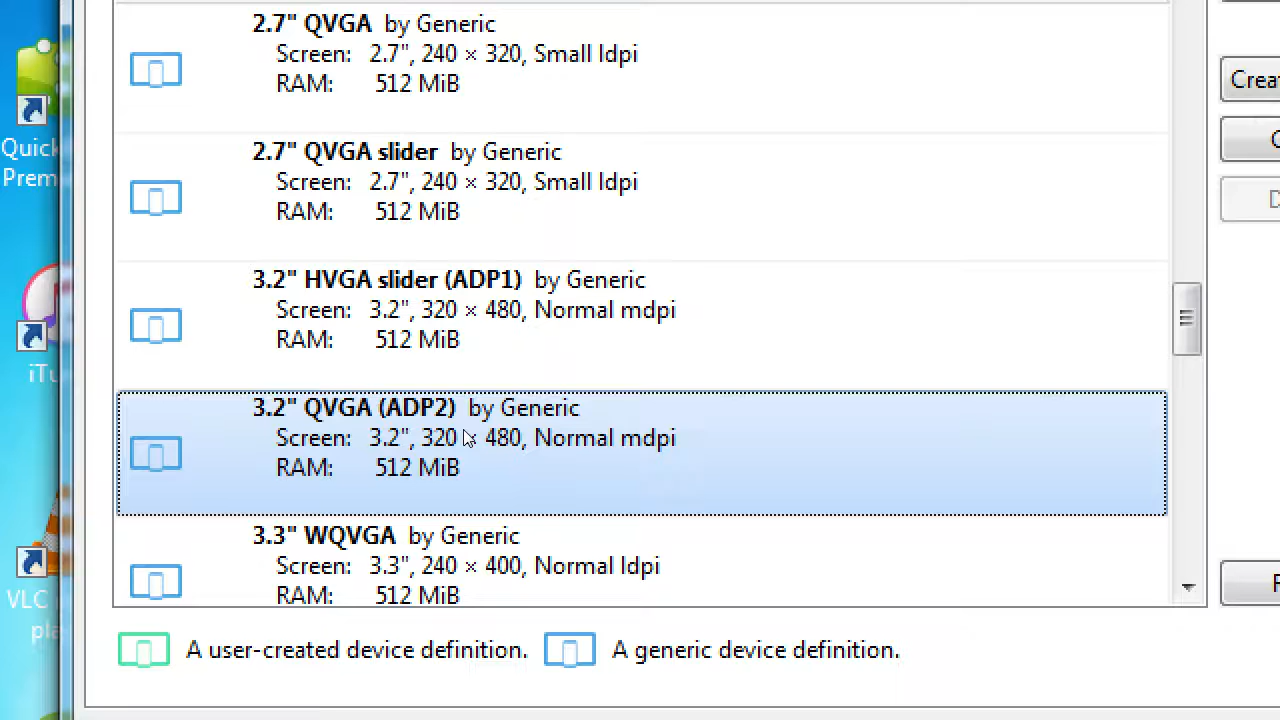 2.7" QVGA by Generic
Screen: 2.7", 240 × 320, Small ldpi
RAM: 512 MiB
2.7" QVGA slider by Generic
Screen: 2.7", 240 × 320, Small ldpi
RAM: 512 MiB
3.2" HVGA slider (ADP1) by Generic
Screen: 3.2", 320 × 480, Normal mdpi
RAM: 512 MiB
3.2" QVGA (ADP2) by Generic
Screen: 3.2", 320 × 480, Normal mdpi
RAM: 512 MiB
3.3" WQVGA by Generic
Screen: 3.3", 240 × 400, Normal ldpi
RAM: 512 MiB
A user-created device definition. A generic device definition.
Quick
Prem
iTu
VLC
pla
Crea